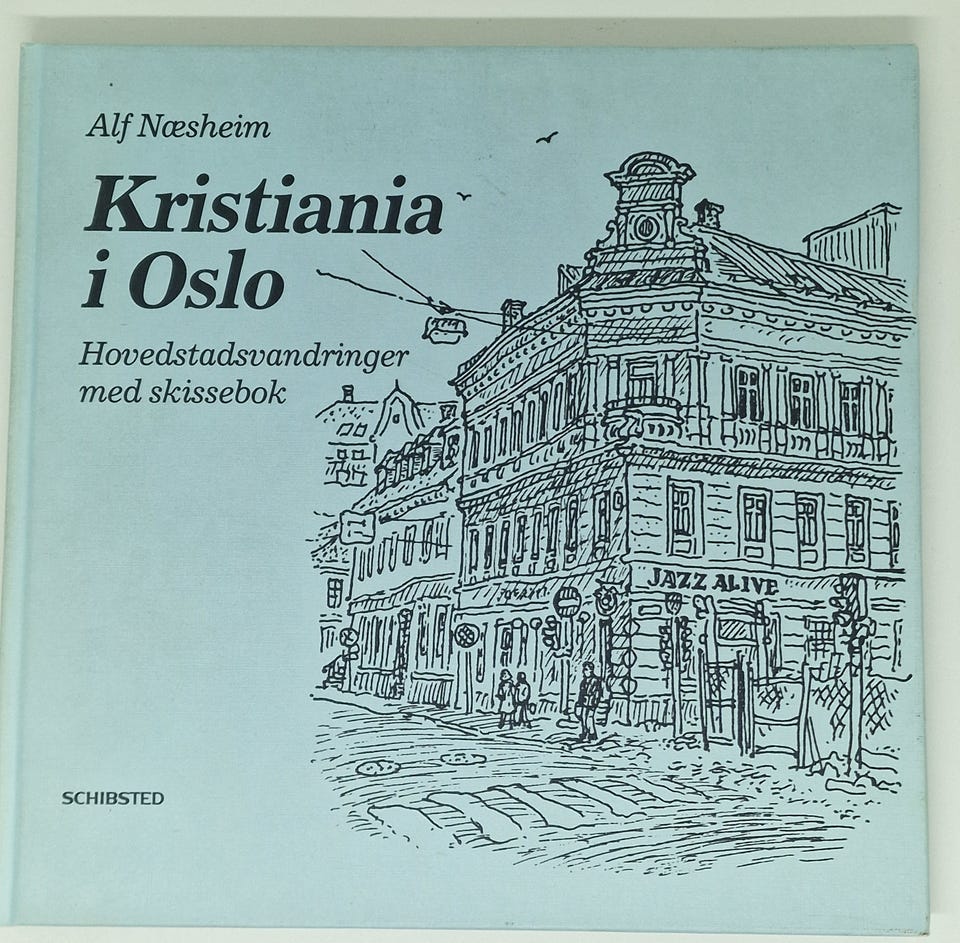 Alf Næsheim
Kristiania
i Oslo
Hovedstadsvandringer
med skissebok
JAZZ ALIVE
SCHIBSTED